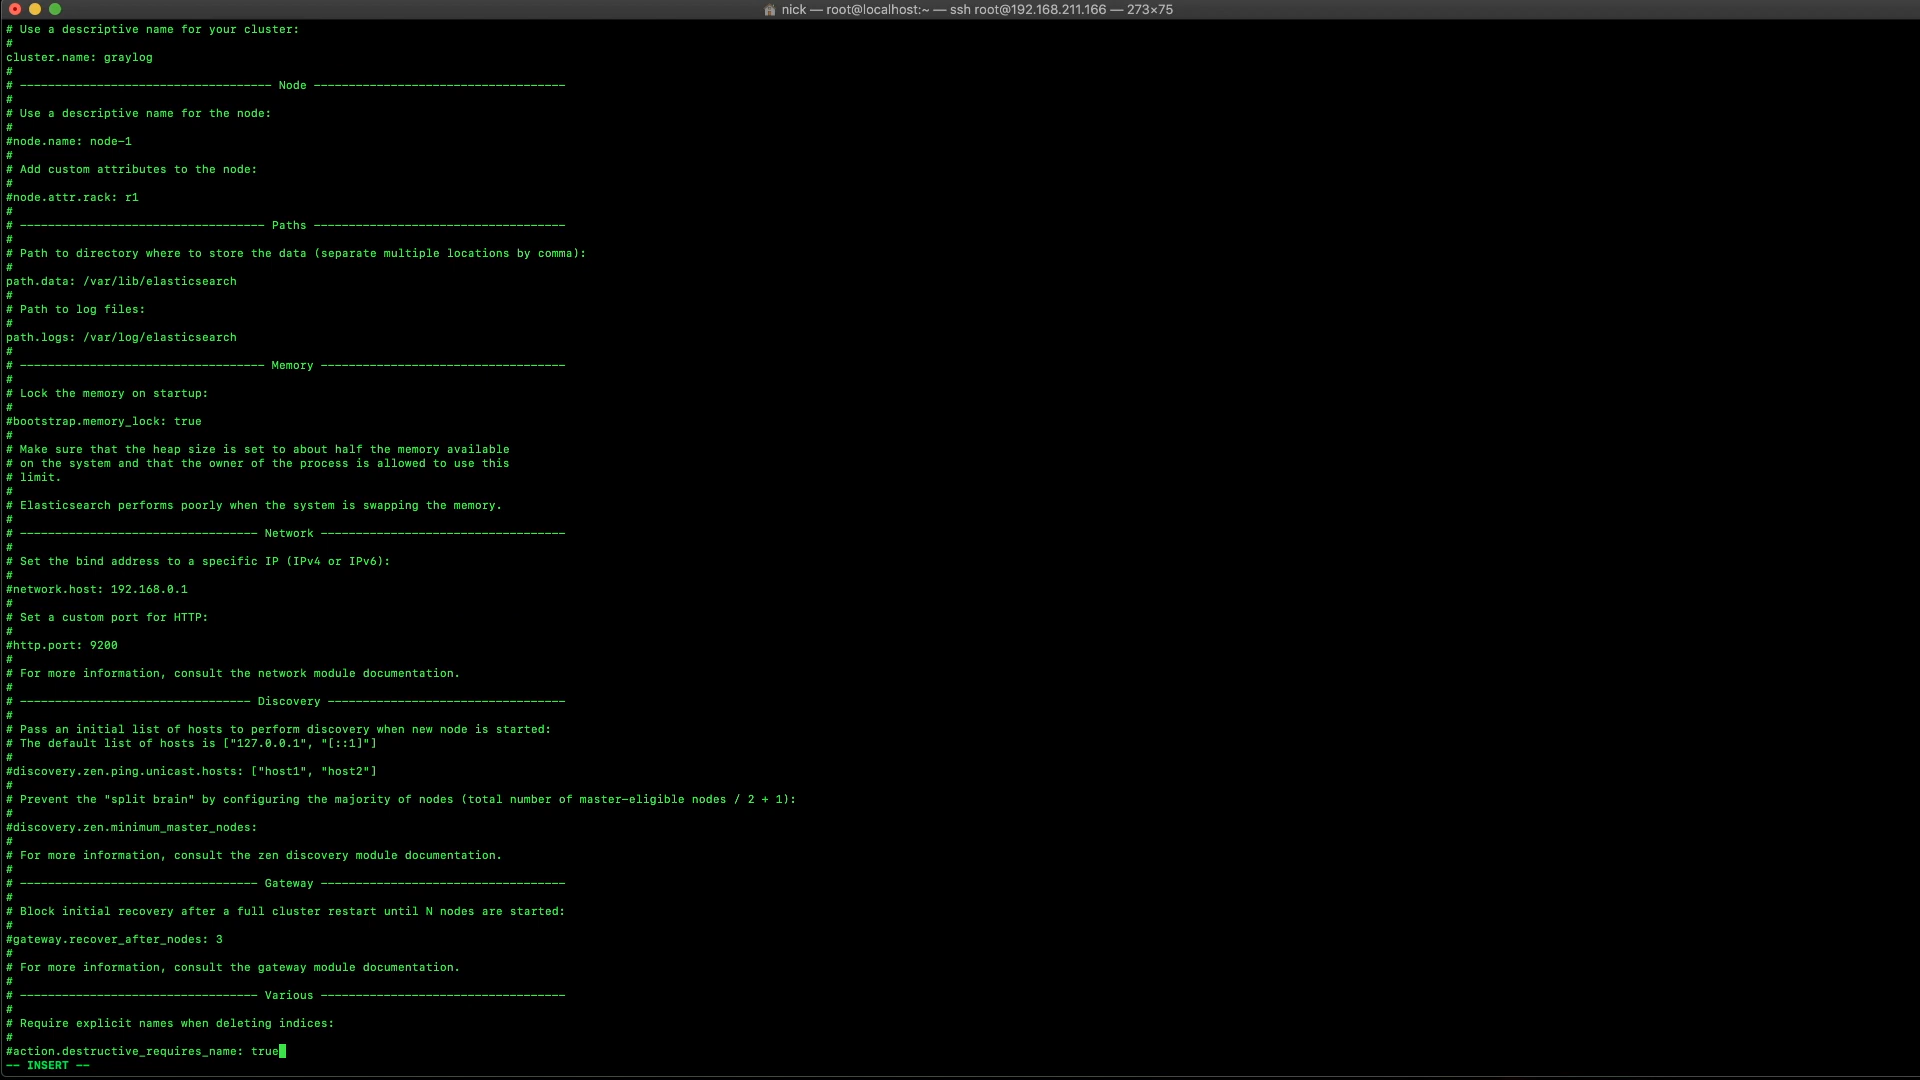 nick — root@localhost:~ — ssh root@192.168.211.166 — 273×75
# Use a descriptive name for your cluster:
#
cluster.name: graylog
#
# ------------------------------------ Node ------------------------------------
#
# Use a descriptive name for the node:
#
#node.name: node-1
#
# Add custom attributes to the node:
#
#node.attr.rack: r1
#
# ----------------------------------- Paths ------------------------------------
#
# Path to directory where to store the data (separate multiple locations by comma):
#
path.data: /var/lib/elasticsearch
#
# Path to log files:
#
path.logs: /var/log/elasticsearch
#
# ----------------------------------- Memory -----------------------------------
#
# Lock the memory on startup:
#
#bootstrap.memory_lock: true
#
# Make sure that the heap size is set to about half the memory available
# on the system and that the owner of the process is allowed to use this
# limit.
#
# Elasticsearch performs poorly when the system is swapping the memory.
#
# ---------------------------------- Network -----------------------------------
#
# Set the bind address to a specific IP (IPv4 or IPv6):
#
#network.host: 192.168.0.1
#
# Set a custom port for HTTP:
#
#http.port: 9200
#
# For more information, consult the network module documentation.
#
# --------------------------------- Discovery ----------------------------------
#
# Pass an initial list of hosts to perform discovery when new node is started:
# The default list of hosts is ["127.0.0.1", "[::1]"]
#
#discovery.zen.ping.unicast.hosts: ["host1", "host2"]
#
# Prevent the "split brain" by configuring the majority of nodes (total number of master-eligible nodes / 2 + 1):
#
#discovery.zen.minimum_master_nodes:
#
# For more information, consult the zen discovery module documentation.
#
# ---------------------------------- Gateway -----------------------------------
#
# Block initial recovery after a full cluster restart until N nodes are started:
#
#gateway.recover_after_nodes: 3
#
# For more information, consult the gateway module documentation.
#
# ---------------------------------- Various -----------------------------------
#
# Require explicit names when deleting indices:
#
#action.destructive_requires_name: true
-- INSERT --